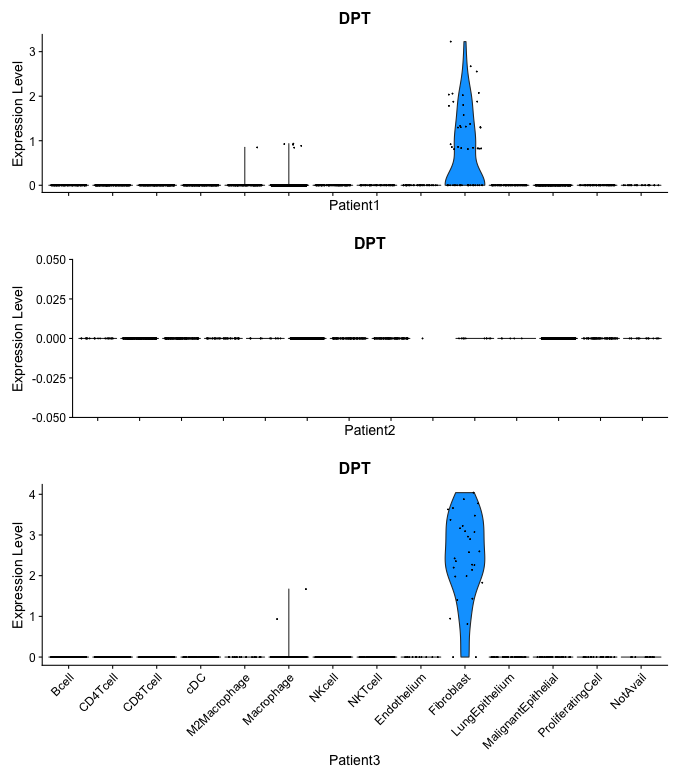 DPT
3
2
1
0
Expression Level
Patient1
DPT
0.050
0.025
0.000
-0.025
-0.050
Expression Level
Patient2
DPT
4
3
2
1
0
Expression Level
Bcell
CD4Tcell
CD8Tcell
cDC
M2Macrophage
Macrophage
NKcell
NKTcell
Endothelium
Fibroblast
LungEpithelium
MalignantEpithelial
ProliferatingCell
NotAvail
Patient3